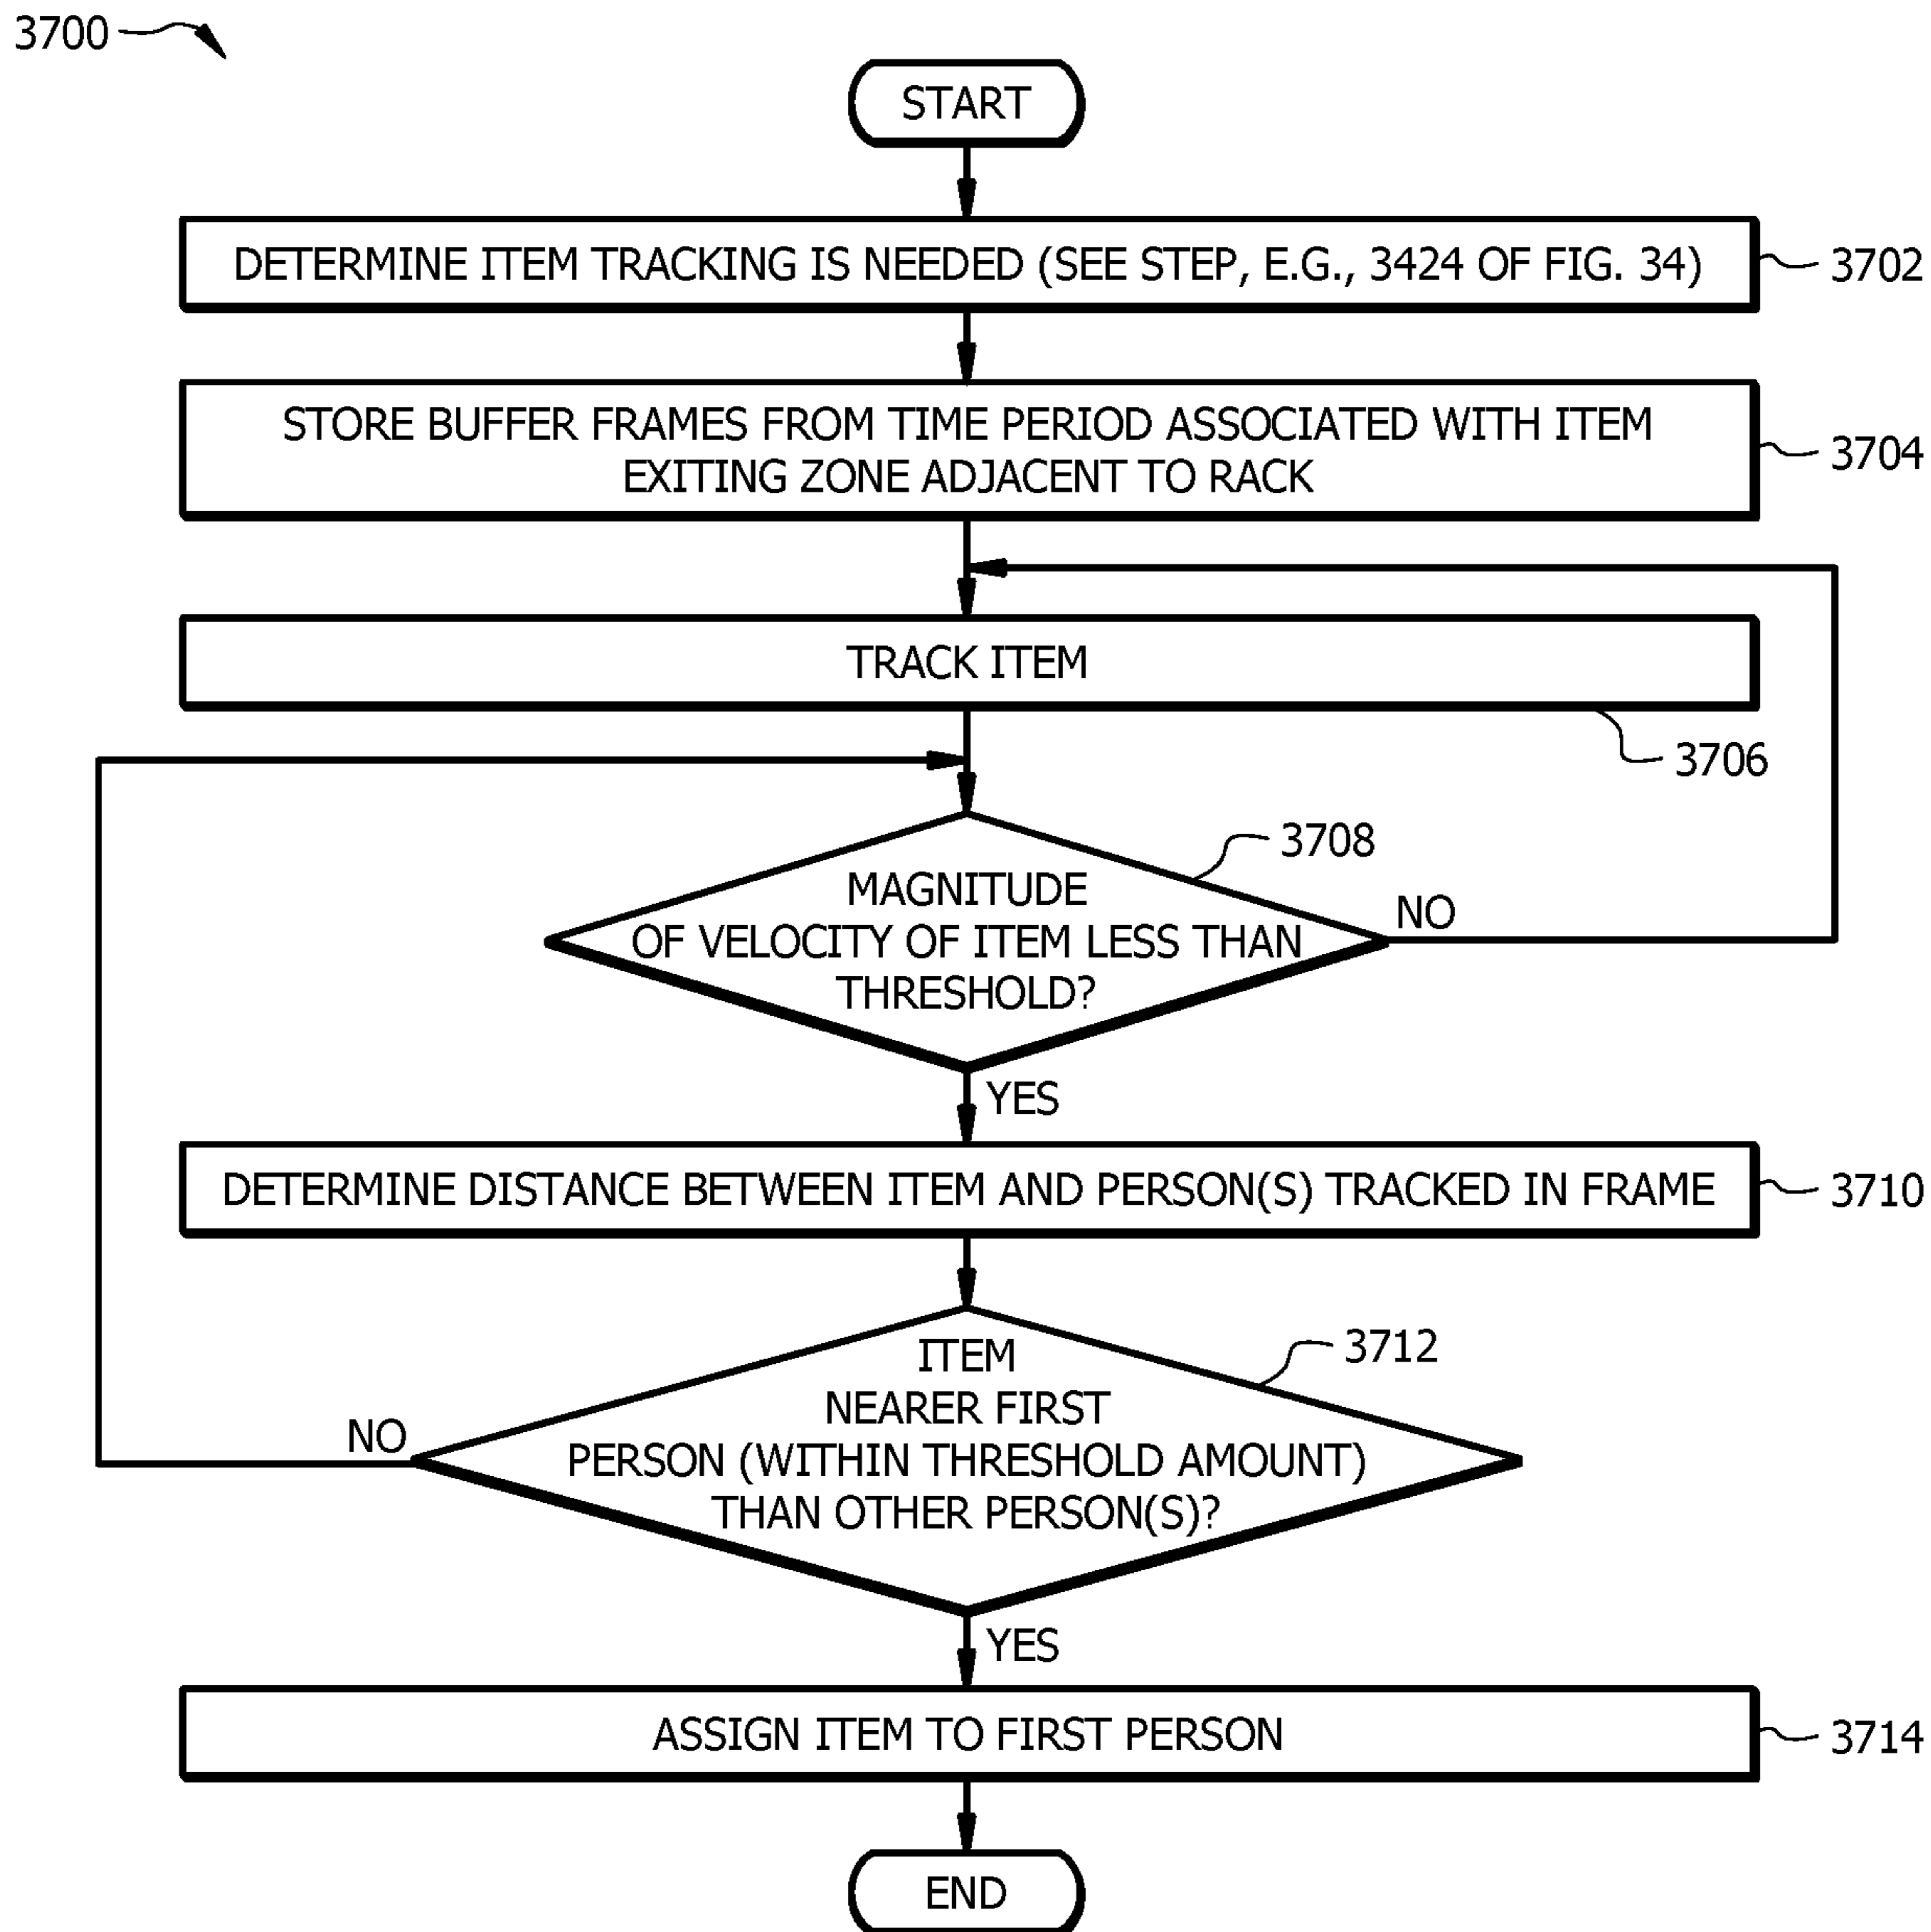 3700
START
DETERMINE ITEM TRACKING IS NEEDED (SEE STEP, E.G., 3424 OF FIG. 34)
3702
STORE BUFFER FRAMES FROM TIME PERIOD ASSOCIATED WITH ITEM
EXITING ZONE ADJACENT TO RACK
3704
TRACK ITEM
3706
3708
MAGNITUDE
OF VELOCITY OF ITEM LESS THAN
THRESHOLD?
NO
YES
DETERMINE DISTANCE BETWEEN ITEM AND PERSON(S) TRACKED IN FRAME
3710
3712
ITEM
NEARER FIRST
PERSON (WITHIN THRESHOLD AMOUNT)
THAN OTHER PERSON(S)?
NO
YES
ASSIGN ITEM TO FIRST PERSON
3714
END